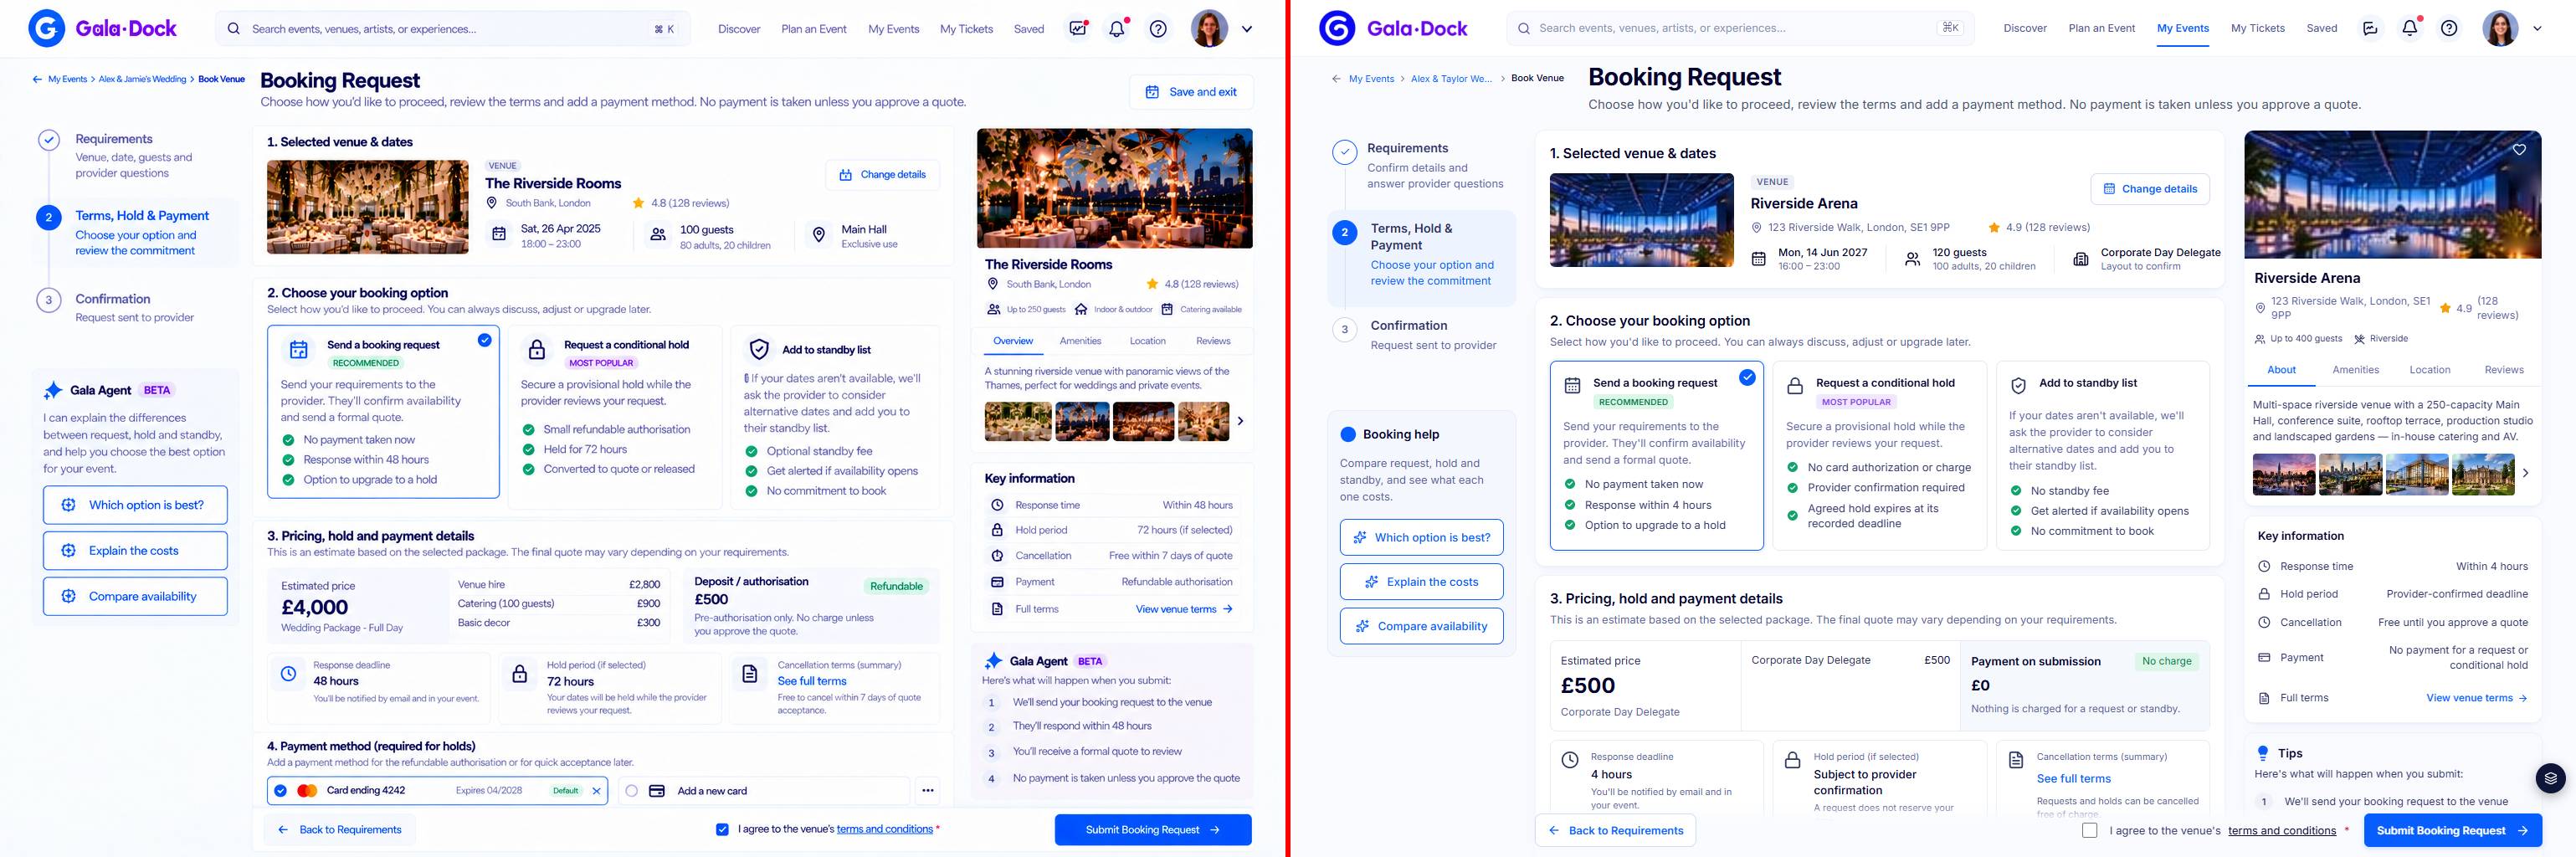 Gala·Dock
Search events, venues, artists, or experiences...
⌘ K
Discover
Plan an Event
My Events
My Tickets
Saved
My Events > Alex & Jamie's Wedding > Book Venue
Booking Request
Choose how you'd like to proceed, review the terms and add a payment method. No payment is taken unless you approve a quote.
Save and exit
Requirements
Venue, date, guests and
provider questions
2
Terms, Hold & Payment
Choose your option and
review the commitment
3
Confirmation
Request sent to provider
Gala Agent BETA
I can explain the differences
between request, hold and standby,
and help you choose the best option
for your event.
Which option is best?
Explain the costs
Compare availability
1. Selected venue & dates
VENUE
The Riverside Rooms
South Bank, London
4.8 (128 reviews)
Change details
Sat, 26 Apr 2025
18:00 – 23:00
100 guests
80 adults, 20 children
Main Hall
Exclusive use
2. Choose your booking option
Select how you'd like to proceed. You can always discuss, adjust or upgrade later.
Send a booking request
RECOMMENDED
Send your requirements to the
provider. They'll confirm availability
and send a formal quote.
No payment taken now
Response within 48 hours
Option to upgrade to a hold
Request a conditional hold
MOST POPULAR
Secure a provisional hold while the
provider reviews your request.
Small refundable authorisation
Held for 72 hours
Converted to quote or released
Add to standby list
If your dates aren't available, we'll
ask the provider to consider
alternative dates and add you to
their standby list.
Optional standby fee
Get alerted if availability opens
No commitment to book
3. Pricing, hold and payment details
This is an estimate based on the selected package. The final quote may vary depending on your requirements.
Estimated price
£4,000
Wedding Package - Full Day
Venue hire £2,800
Catering (100 guests) £900
Basic decor £300
Deposit / authorisation
£500
Refundable
Pre-authorisation only. No charge unless
you approve the quote.
Response deadline
48 hours
You'll be notified by email and in your event.
Hold period (if selected)
72 hours
Your dates will be held while the provider
reviews your request.
Cancellation terms (summary)
See full terms
Free to cancel within 7 days of quote
acceptance.
4. Payment method (required for holds)
Add a payment method for the refundable authorisation or for quick acceptance later.
Card ending 4242
Expires 04/2028
Default
Add a new card
Back to Requirements
I agree to the venue's terms and conditions *
Submit Booking Request
The Riverside Rooms
South Bank, London
4.8 (128 reviews)
Up to 250 guests
Indoor & outdoor
Catering available
Overview
Amenities
Location
Reviews
A stunning riverside venue with panoramic views of the
Thames, perfect for weddings and private events.
Key information
Response time Within 48 hours
Hold period 72 hours (if selected)
Cancellation Free within 7 days of quote
Payment Refundable authorisation
Full terms View venue terms
Gala Agent BETA
Here's what will happen when you submit:
1 We'll send your booking request to the venue
2 They'll respond within 48 hours
3 You'll receive a formal quote to review
4 No payment is taken unless you approve the quote
Gala·Dock
Search events, venues, artists, or experiences...
⌘K
Discover
Plan an Event
My Events
My Tickets
Saved
My Events > Alex & Taylor We... > Book Venue
Booking Request
Choose how you'd like to proceed, review the terms and add a payment method. No payment is taken unless you approve a quote.
Requirements
Confirm details and
answer provider questions
2
Terms, Hold &
Payment
Choose your option and
review the commitment
3
Confirmation
Request sent to provider
Booking help
Compare request, hold and
standby, and see what each
one costs.
Which option is best?
Explain the costs
Compare availability
1. Selected venue & dates
VENUE
Riverside Arena
123 Riverside Walk, London, SE1 9PP
4.9 (128 reviews)
Change details
Mon, 14 Jun 2027
16:00 – 23:00
120 guests
100 adults, 20 children
Corporate Day Delegate
Layout to confirm
2. Choose your booking option
Select how you'd like to proceed. You can always discuss, adjust or upgrade later.
Send a booking request
RECOMMENDED
Send your requirements to the
provider. They'll confirm availability
and send a formal quote.
No payment taken now
Response within 4 hours
Option to upgrade to a hold
Request a conditional hold
MOST POPULAR
Secure a provisional hold while the
provider reviews your request.
No card authorization or charge
Provider confirmation required
Agreed hold expires at its
recorded deadline
Add to standby list
If your dates aren't available, we'll
ask the provider to consider
alternative dates and add you to
their standby list.
No standby fee
Get alerted if availability opens
No commitment to book
3. Pricing, hold and payment details
This is an estimate based on the selected package. The final quote may vary depending on your requirements.
Estimated price
£500
Corporate Day Delegate
Corporate Day Delegate £500
Payment on submission
No charge
£0
Nothing is charged for a request or standby.
Response deadline
4 hours
You'll be notified by email and in
your event.
Hold period (if selected)
Subject to provider
confirmation
A request does not reserve your
Cancellation terms (summary)
See full terms
Requests and holds can be cancelled
free of charge.
Back to Requirements
I agree to the venue's terms and conditions *
Submit Booking Request
Riverside Arena
123 Riverside Walk, London, SE1
9PP
4.9
(128
reviews)
Up to 400 guests
Riverside
About
Amenities
Location
Reviews
Multi-space riverside venue with a 250-capacity Main
Hall, conference suite, rooftop terrace, production studio
and landscaped gardens — in-house catering and AV.
Key information
Response time Within 4 hours
Hold period Provider-confirmed deadline
Cancellation Free until you approve a quote
Payment No payment for a request or
conditional hold
Full terms View venue terms
Tips
Here's what will happen when you submit:
1 We'll send your booking request to the venue